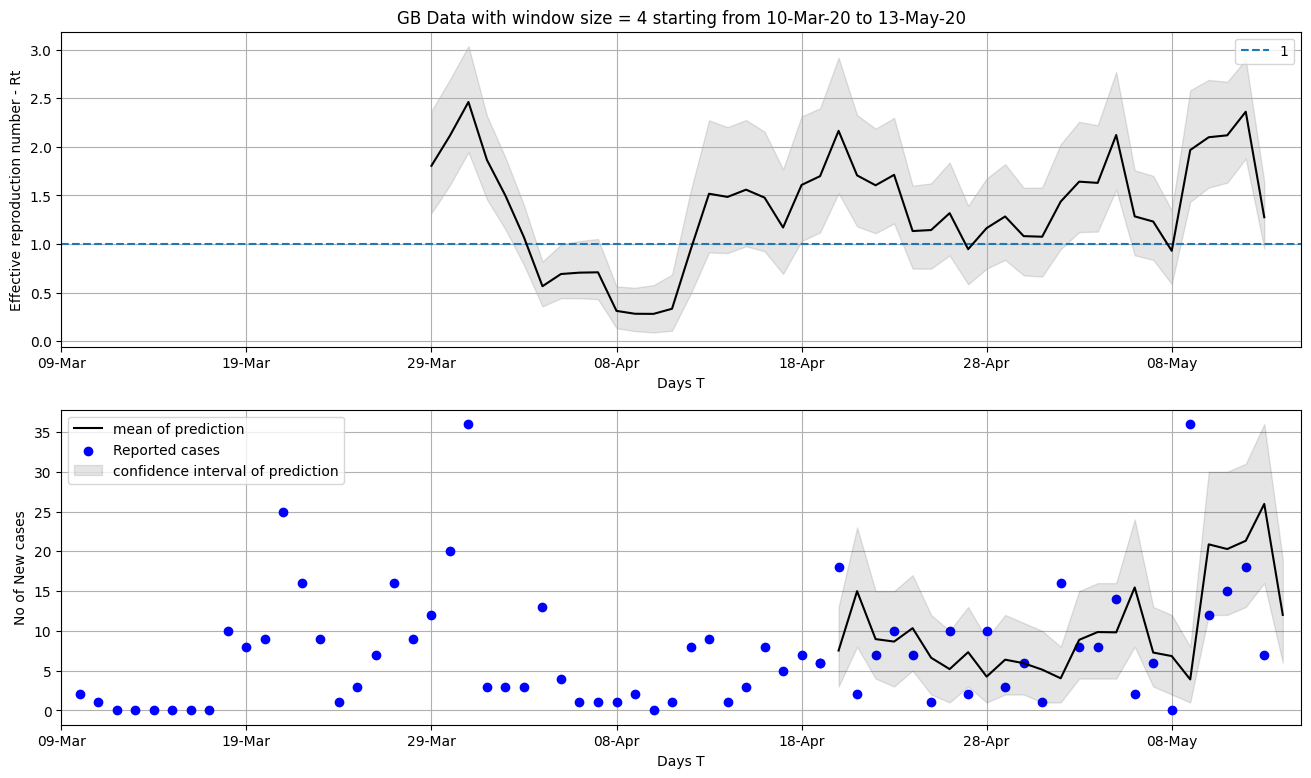 GB Data with window size = 4 starting from 10-Mar-20 to 13-May-20
Effective reproduction number - Rt
3.0
2.5
2.0
1.5
1.0
0.5
0.0
1
09-Mar 19-Mar 29-Mar 08-Apr 18-Apr 28-Apr 08-May
Days T
No of New cases
35
30
25
20
15
10
5
0
mean of prediction
Reported cases
confidence interval of prediction
09-Mar 19-Mar 29-Mar 08-Apr 18-Apr 28-Apr 08-May
Days T